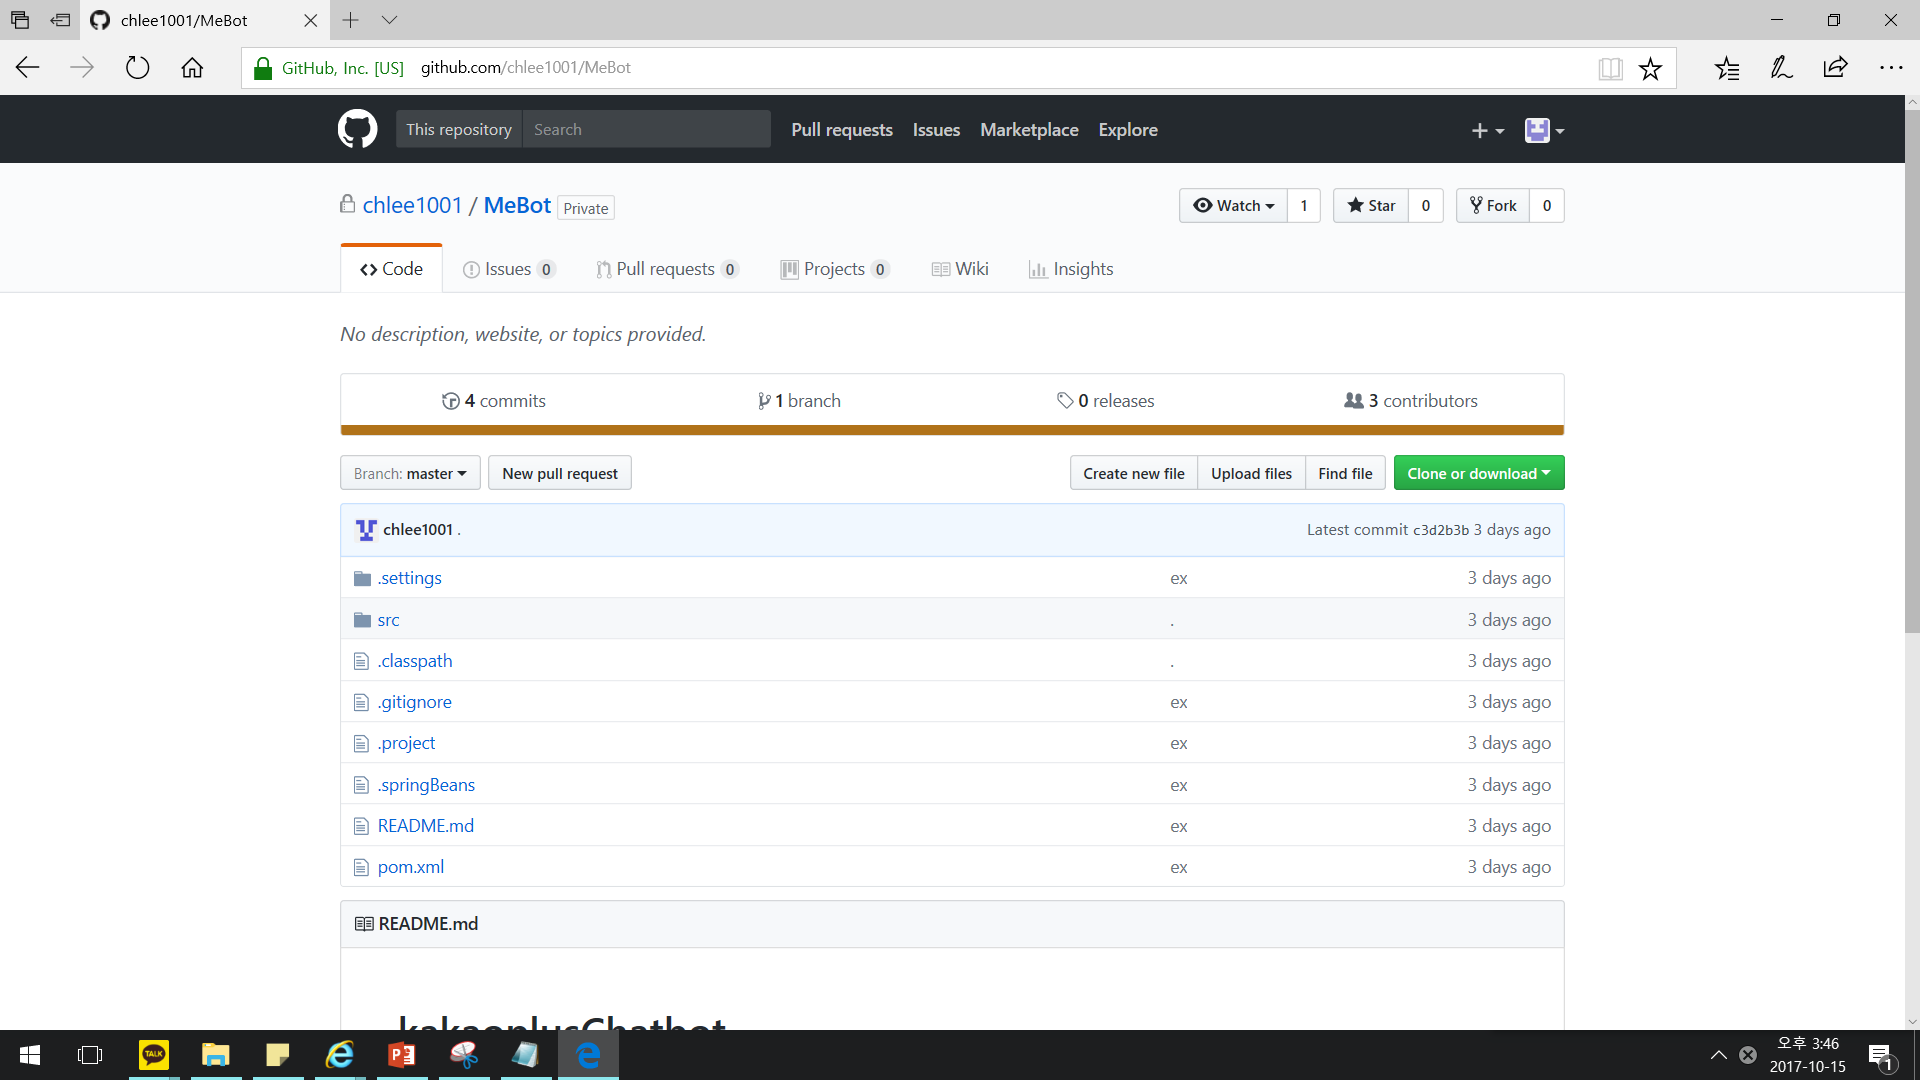 chlee1001/MeBot
GitHub, Inc. [US] github.com/chlee1001/MeBot
This repository Search Pull requests Issues Marketplace Explore
chlee1001 / MeBot Private Watch 1 Star 0 Fork 0
Code Issues 0 Pull requests 0 Projects 0 Wiki Insights
No description, website, or topics provided.
4 commits 1 branch 0 releases 3 contributors
Branch: master New pull request Create new file Upload files Find file Clone or download
chlee1001 . Latest commit c3d2b3b 3 days ago
.settings ex 3 days ago
src . 3 days ago
.classpath . 3 days ago
.gitignore ex 3 days ago
.project ex 3 days ago
.springBeans ex 3 days ago
README.md ex 3 days ago
pom.xml ex 3 days ago
README.md
kakaoplusChatbot
TALK
오후 3:46
2017-10-15
1